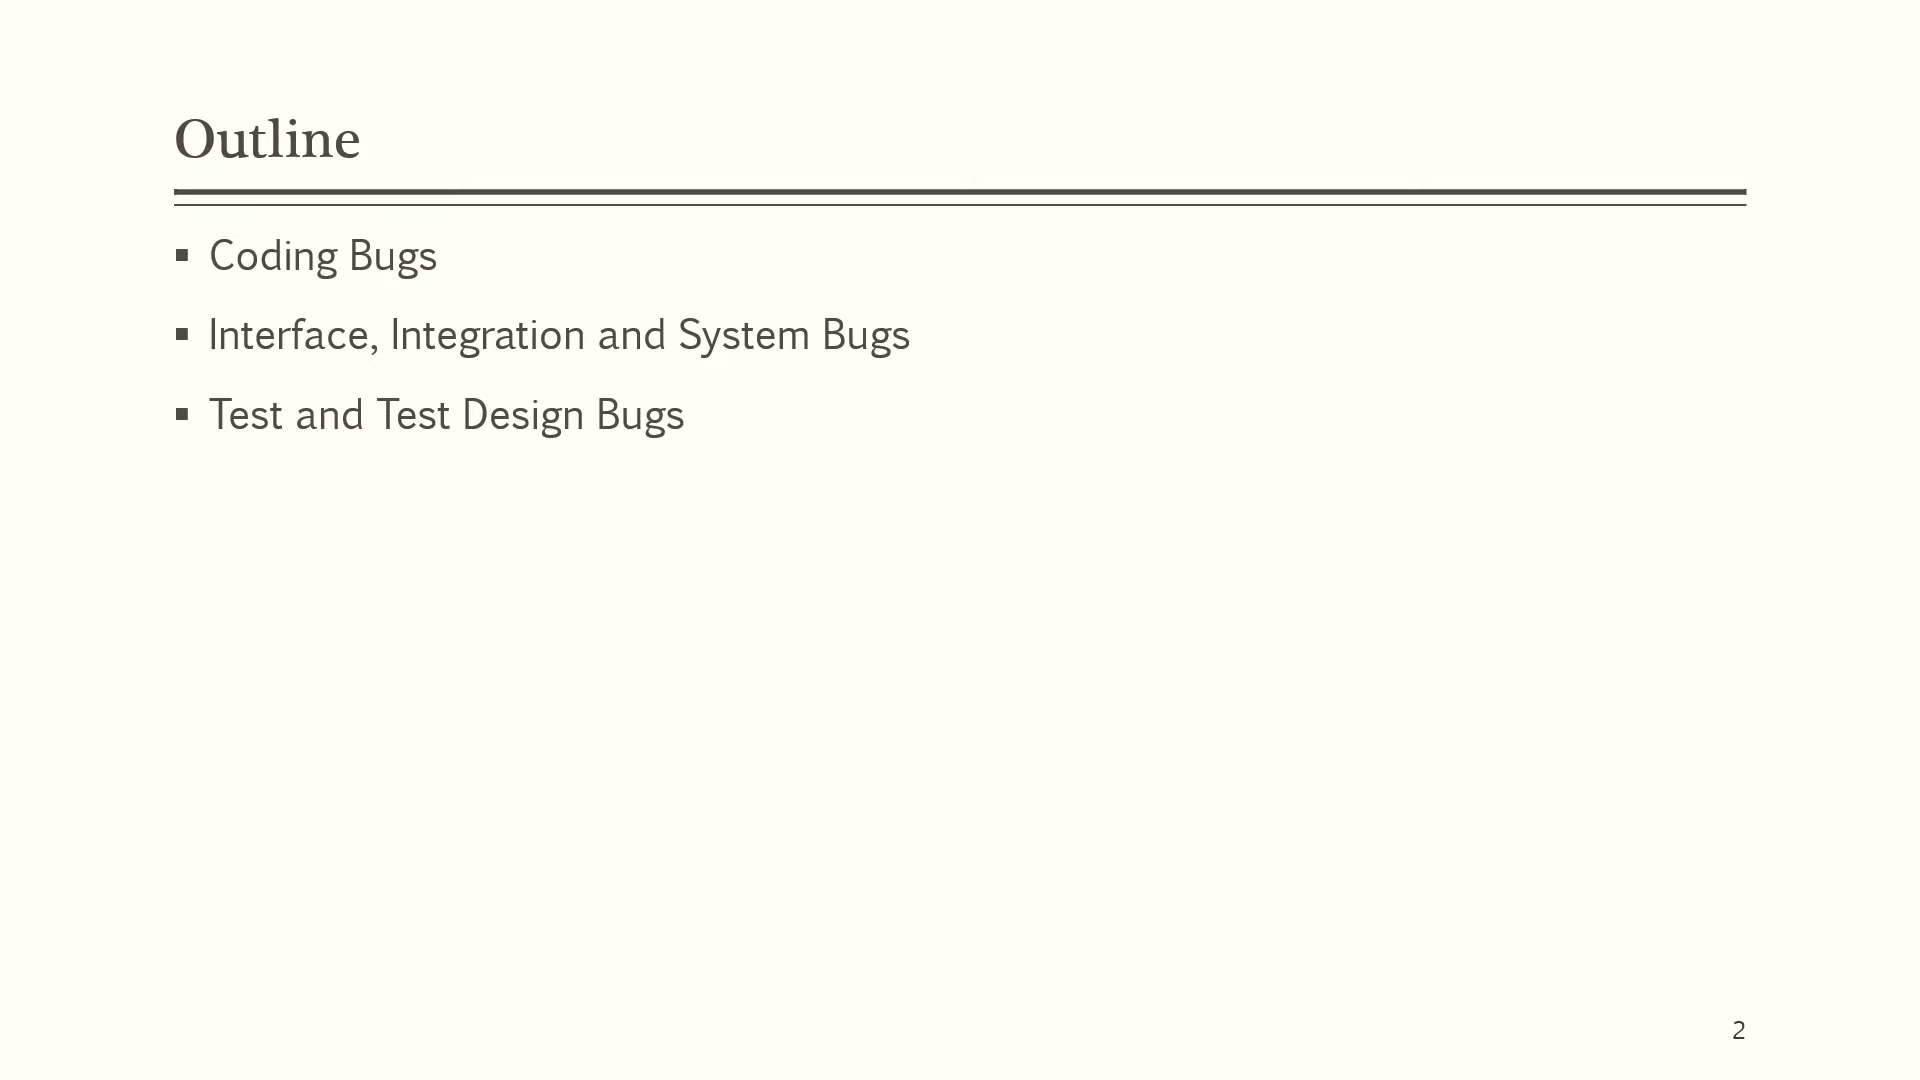 Outline
▪ Coding Bugs
▪ Interface, Integration and System Bugs
▪ Test and Test Design Bugs
2